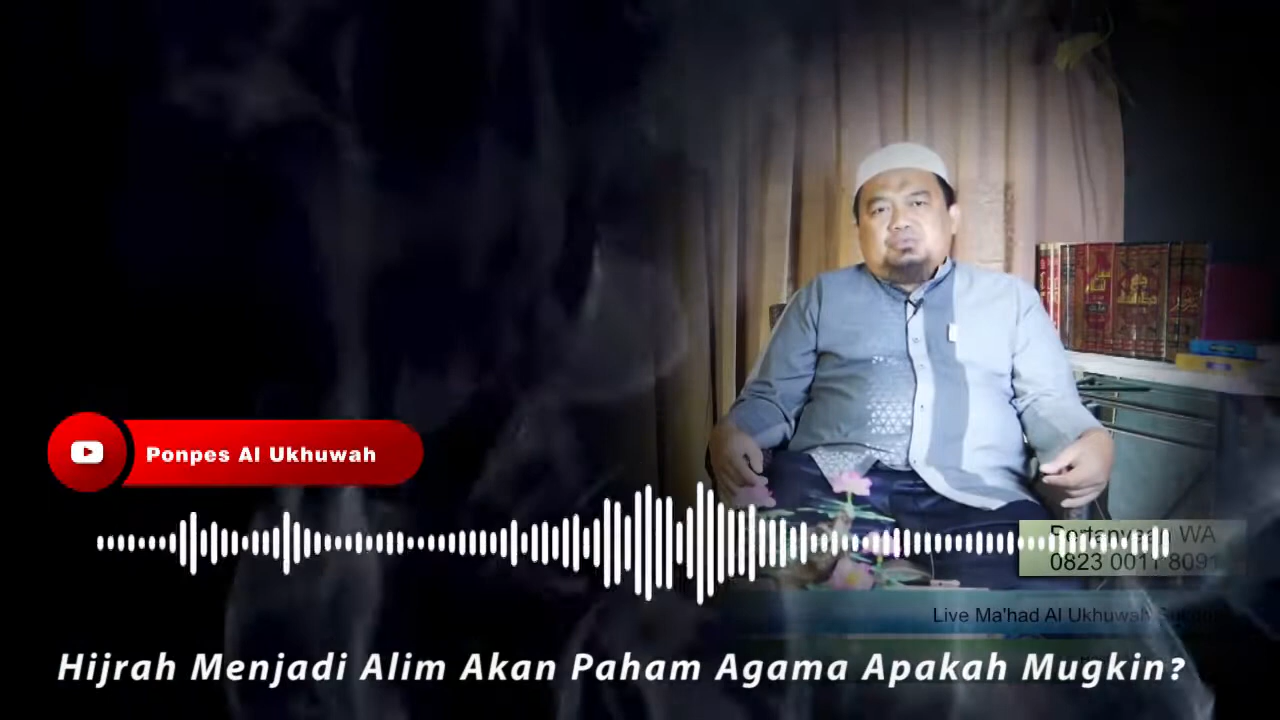 Ponpes Al Ukhuwah
WA
0823 0011 8091
Live Ma'had Al Ukhuwah
Hijrah Menjadi Alim Akan Paham Agama Apakah Mugkin?